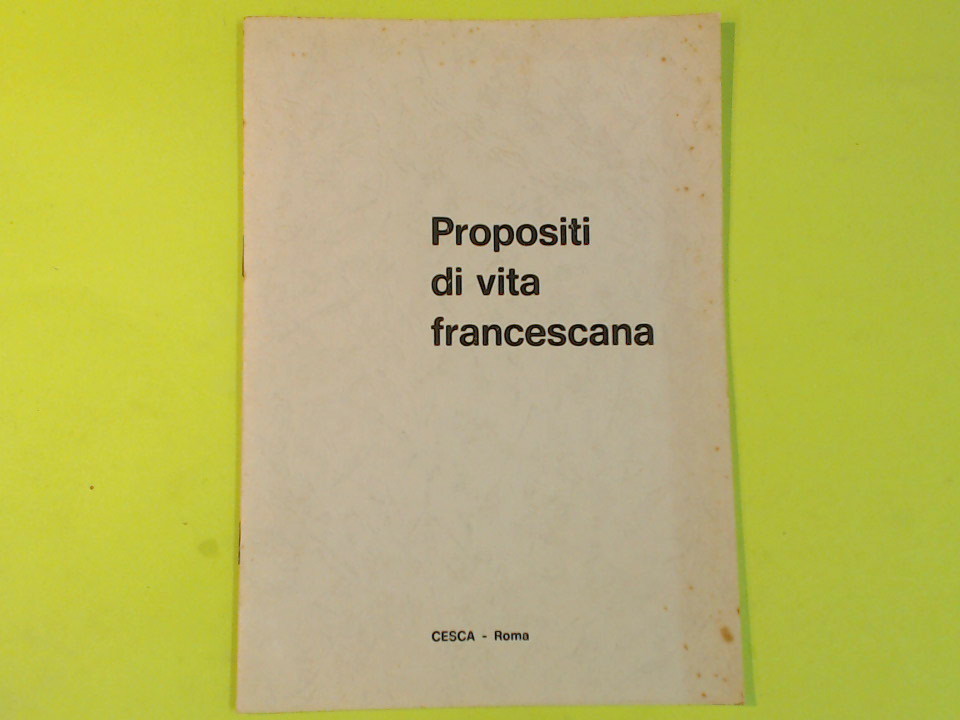 Propositi
di vita
francescana
CESCA - Roma